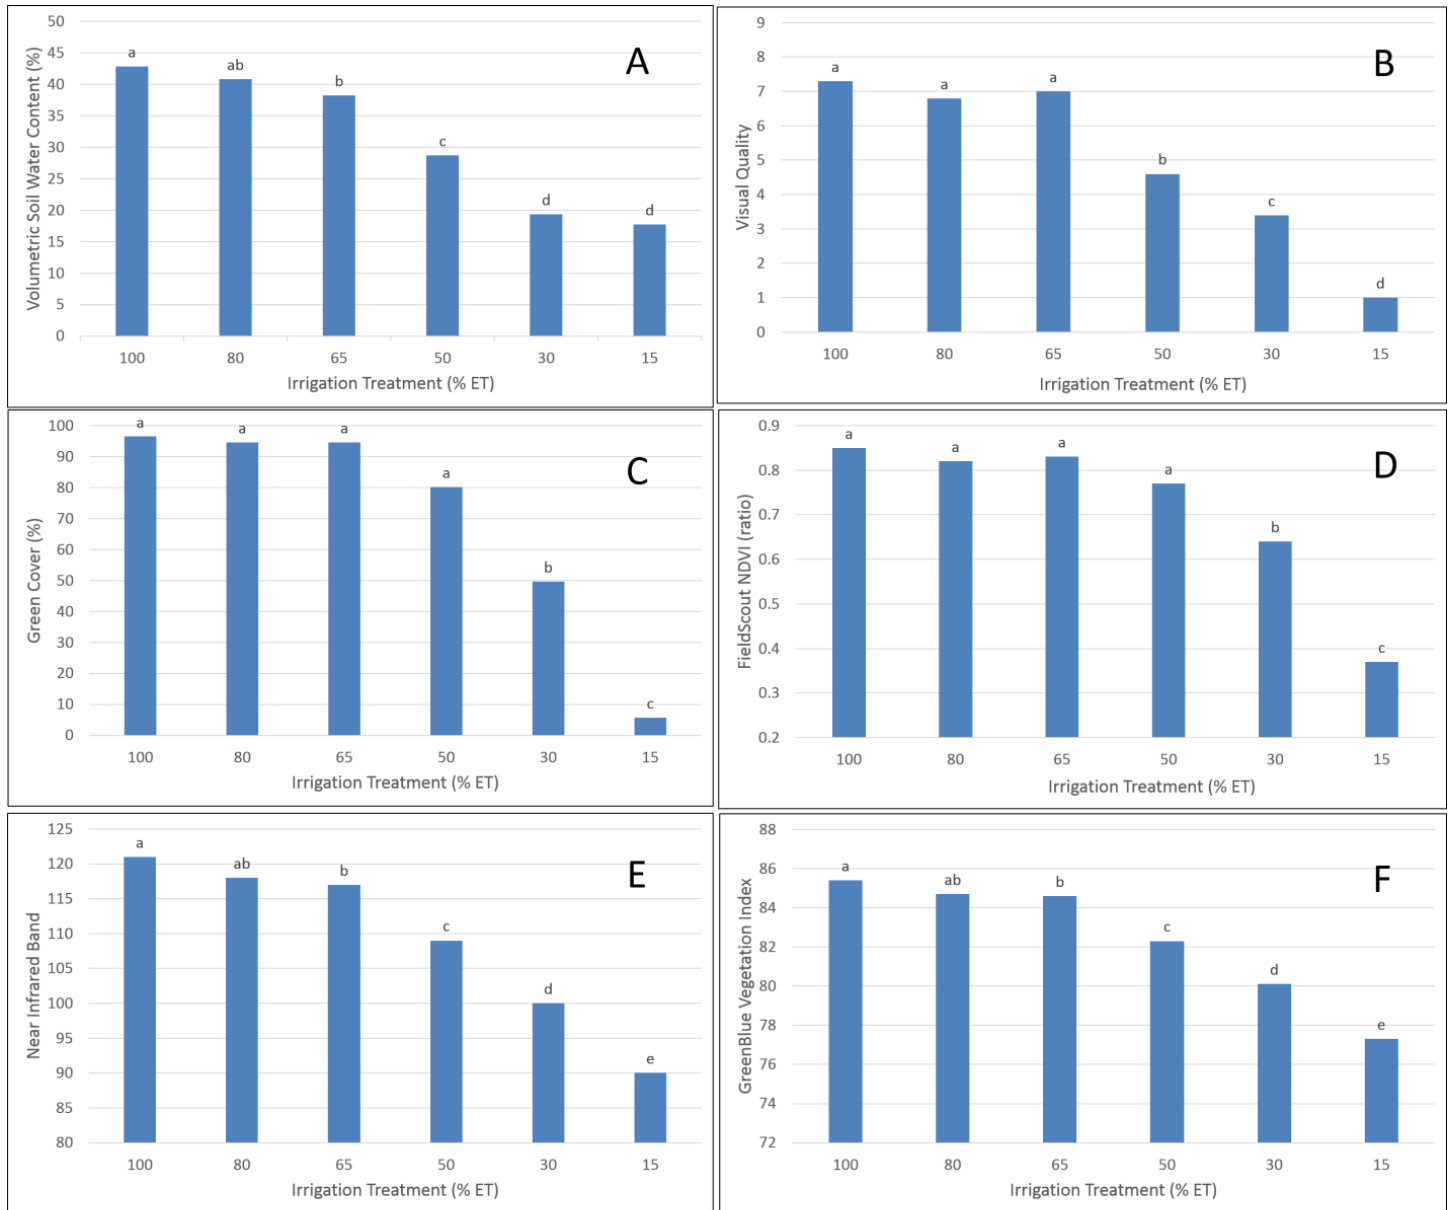 50
45
40
35
30
25
20
15
10
5
0
Volumetric Soil Water Content (%)
a
ab
b
c
d
d
A
100 80 65 50 30 15
Irrigation Treatment (% ET)
9
8
7
6
5
4
3
2
1
0
Visual Quality
a
a
a
b
c
d
B
100 80 65 50 30 15
Irrigation Treatment (% ET)
100
90
80
70
60
50
40
30
20
10
0
Green Cover (%)
a
a
a
a
b
c
C
100 80 65 50 30 15
Irrigation Treatment (% ET)
0.9
0.8
0.7
0.6
0.5
0.4
0.3
0.2
FieldScout NDVI (ratio)
a
a
a
a
b
c
D
100 80 65 50 30 15
Irrigation Treatment (% ET)
125
120
115
110
105
100
95
90
85
80
Near Infrared Band
a
ab
b
c
d
e
E
100 80 65 50 30 15
Irrigation Treatment (% ET)
88
86
84
82
80
78
76
74
72
GreenBlue Vegetation Index
a
ab
b
c
d
e
F
100 80 65 50 30 15
Irrigation Treatment (% ET)